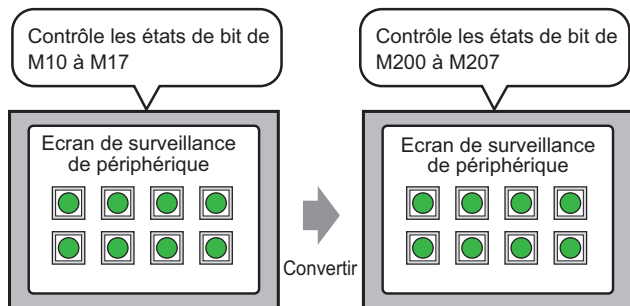 Contrôle les états de bit de
M10 à M17
Contrôle les états de bit de
M200 à M207
Ecran de surveillance
de périphérique
Convertir
Ecran de surveillance
de périphérique